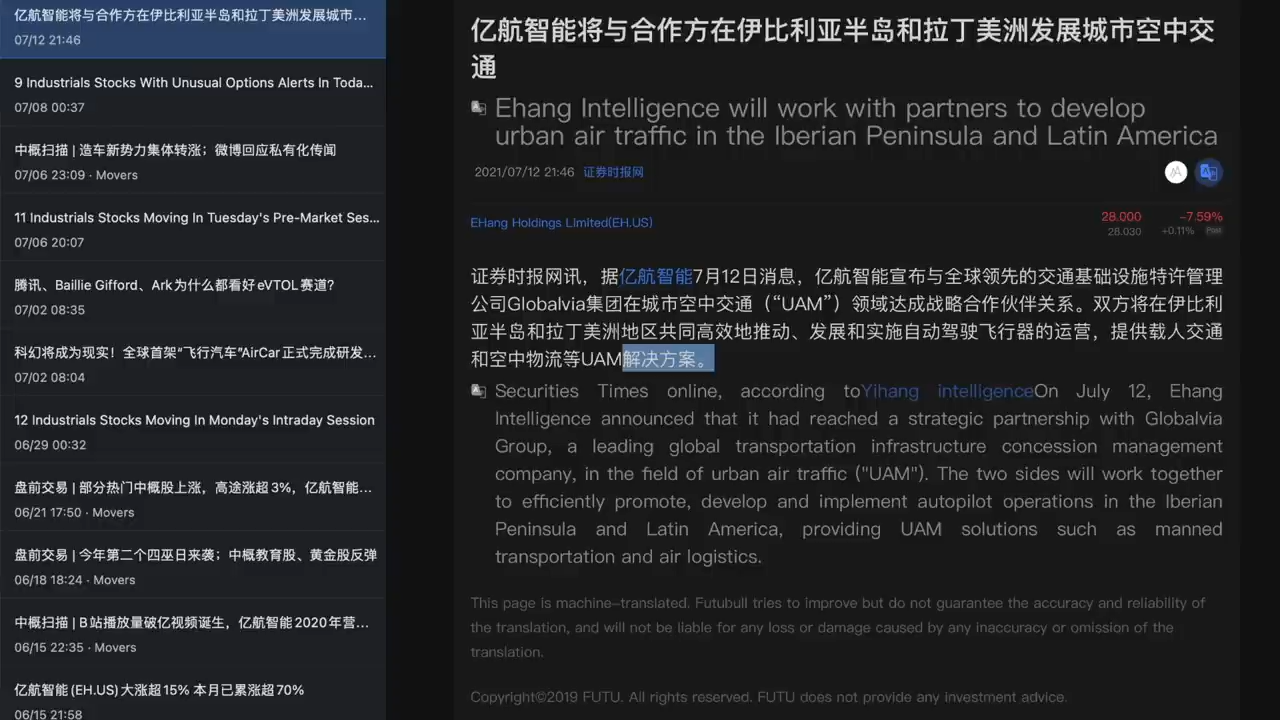 亿航智能将与合作方在伊比利亚半岛和拉丁美洲发展城市...
07/12 21:46
9 Industrials Stocks With Unusual Options Alerts In Toda...
07/08 00:37
中概扫描 | 造车新势力集体转涨；微博回应私有化传闻
07/06 23:09 · Movers
11 Industrials Stocks Moving In Tuesday's Pre-Market Ses...
07/06 20:07
腾讯、Baillie Gifford、Ark为什么都看好eVTOL赛道？
07/02 08:35
科幻将成为现实！全球首架“飞行汽车”AirCar正式完成研发...
07/02 08:04
12 Industrials Stocks Moving In Monday's Intraday Session
06/29 00:32
盘前交易 | 部分热门中概股上涨，高途涨超3%，亿航智能...
06/21 17:50 · Movers
盘前交易 | 今年第二个四巫日来袭；中概教育股、黄金股反弹
06/18 18:24 · Movers
中概扫描 | B站播放量破亿视频诞生，亿航智能2020年营...
06/15 22:35 · Movers
亿航智能(EH.US)大涨超15% 本月已累涨超70%
06/15 21:58
亿航智能将与合作方在伊比利亚半岛和拉丁美洲发展城市空中交
通
Ehang Intelligence will work with partners to develop
urban air traffic in the Iberian Peninsula and Latin America
2021/07/12 21:46 证券时报网
EHang Holdings Limited(EH.US)
28.000 -7.59%
28.030 +0.11% Post
证券时报网讯，据亿航智能7月12日消息，亿航智能宣布与全球领先的交通基础设施特许管理
公司Globalvia集团在城市空中交通（“UAM”）领域达成战略合作伙伴关系。双方将在伊比利
亚半岛和拉丁美洲地区共同高效地推动、发展和实施自动驾驶飞行器的运营，提供载人交通
和空中物流等UAM解决方案。
Securities Times online, according toYihang intelligenceOn July 12, Ehang
Intelligence announced that it had reached a strategic partnership with Globalvia
Group, a leading global transportation infrastructure concession management
company, in the field of urban air traffic ("UAM"). The two sides will work together
to efficiently promote, develop and implement autopilot operations in the Iberian
Peninsula and Latin America, providing UAM solutions such as manned
transportation and air logistics.
This page is machine-translated. Futubull tries to improve but do not guarantee the accuracy and reliability of
the translation, and will not be liable for any loss or damage caused by any inaccuracy or omission of the
translation.
Copyright©2019 FUTU. All rights reserved. FUTU does not provide any investment advice.